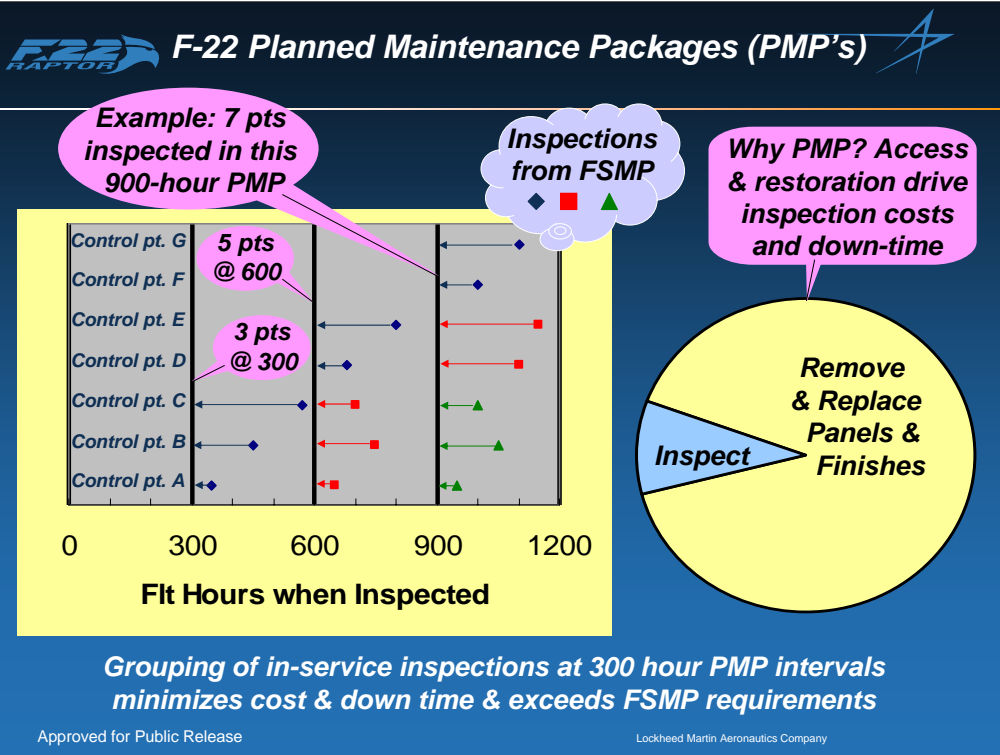 F-22
RAPTOR
F-22 Planned Maintenance Packages (PMP's)
Example: 7 pts
inspected in this
900-hour PMP
Inspections
from FSMP
Why PMP? Access
& restoration drive
inspection costs
and down-time
Control pt. G
Control pt. F
Control pt. E
Control pt. D
Control pt. C
Control pt. B
Control pt. A
5 pts
@ 600
3 pts
@ 300
0 300 600 900 1200
Flt Hours when Inspected
Remove
& Replace
Panels &
Finishes
Inspect
Grouping of in-service inspections at 300 hour PMP intervals
minimizes cost & down time & exceeds FSMP requirements
Approved for Public Release
Lockheed Martin Aeronautics Company